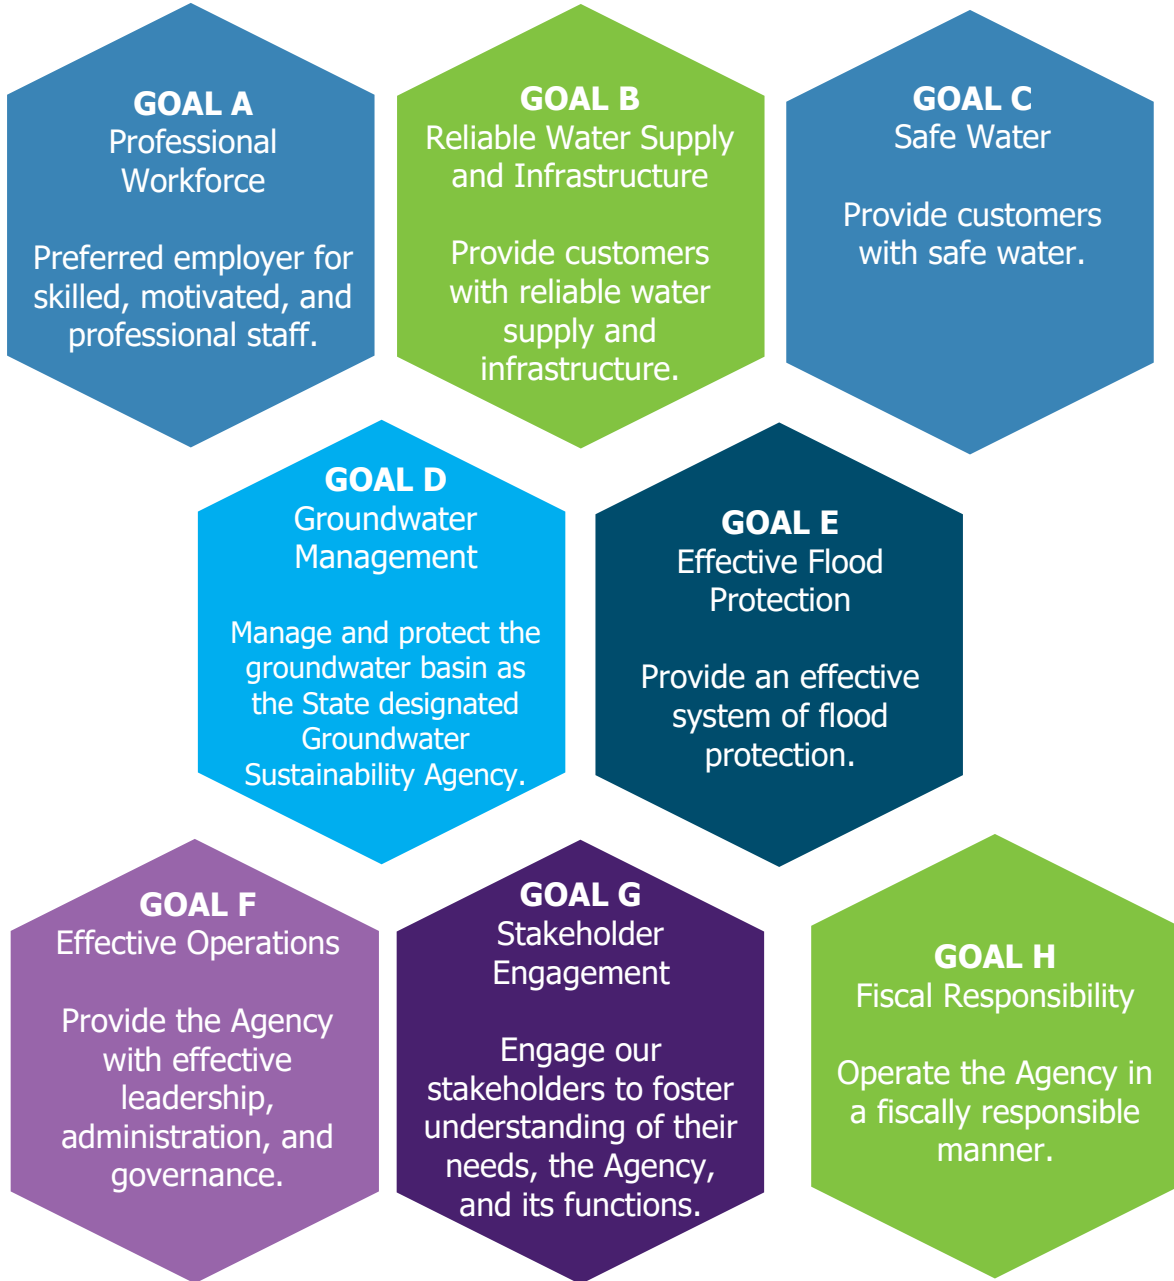 GOAL A
Professional
Workforce
Preferred employer for
skilled, motivated, and
professional staff.
GOAL B
Reliable Water Supply
and Infrastructure
Provide customers
with reliable water
supply and
infrastructure.
GOAL C
Safe Water
Provide customers
with safe water.
GOAL D
Groundwater
Management
Manage and protect the
groundwater basin as
the State designated
Groundwater
Sustainability Agency.
GOAL E
Effective Flood
Protection
Provide an effective
system of flood
protection.
GOAL F
Effective Operations
Provide the Agency
with effective
leadership,
administration, and
governance.
GOAL G
Stakeholder
Engagement
Engage our
stakeholders to foster
understanding of their
needs, the Agency,
and its functions.
GOAL H
Fiscal Responsibility
Operate the Agency in
a fiscally responsible
manner.